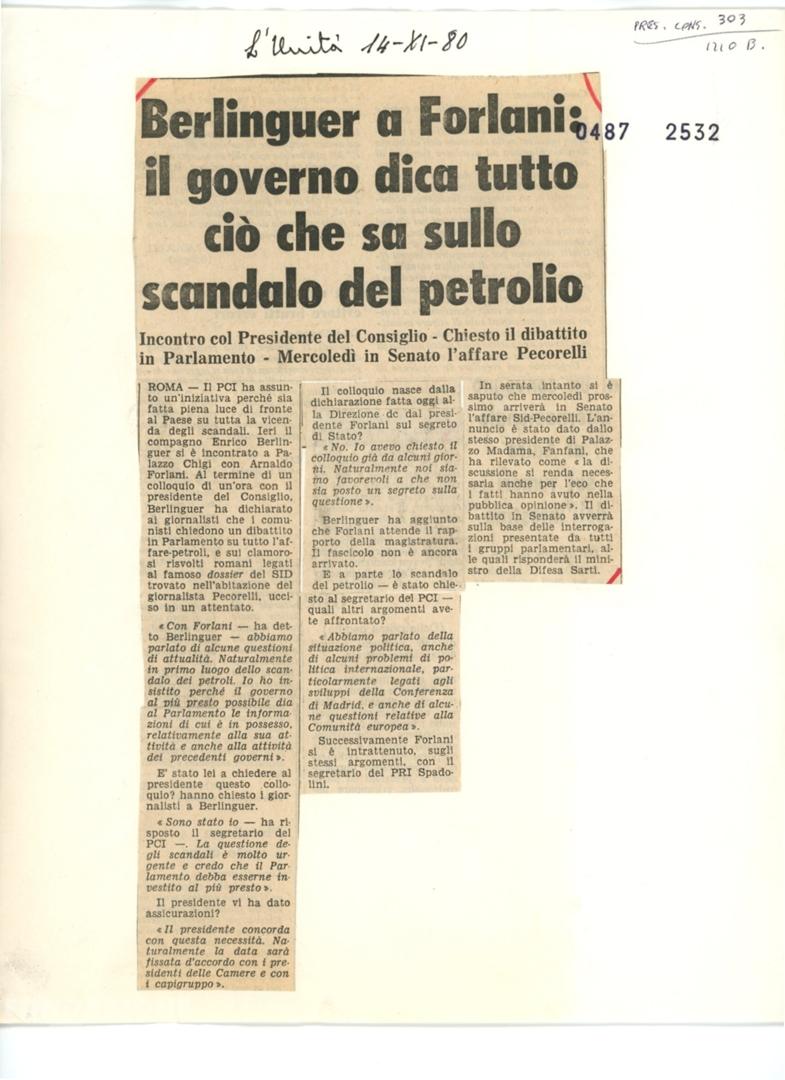 L'Unità 14-XI-80
PRES. CONS. 303
1210 B.
0487 2532
Berlinguer a Forlani:
il governo dica tutto
ciò che sa sullo
scandalo del petrolio
Incontro col Presidente del Consiglio - Chiesto il dibattito
in Parlamento - Mercoledì in Senato l'affare Pecorelli
ROMA — Il PCI ha assun-
to un'iniziativa perché sia
fatta piena luce di fronte
al Paese su tutta la vicen-
da degli scandali. Ieri il
compagno Enrico Berlin-
guer si è incontrato a Pa-
lazzo Chigi con Arnaldo
Forlani. Al termine di un
colloquio di un'ora con il
presidente del Consiglio,
Berlinguer ha dichiarato
ai giornalisti che i comu-
nisti chiedono un dibattito
in Parlamento su tutto l'af-
fare-petroli, e sui clamoro-
si risvolti romani legati
al famoso dossier del SID
trovato nell'abitazione del
giornalista Pecorelli, ucci-
so in un attentato.
« Con Forlani — ha det-
to Berlinguer — abbiamo
parlato di alcune questioni
di attualità. Naturalmente
in primo luogo dello scan-
dalo dei petroli. Io ho in-
sistito perché il governo
al più presto possibile dia
al Parlamento le informa-
zioni di cui è in possesso,
relativamente alla sua at-
tività e anche alla attività
dei precedenti governi ».
E' stato lei a chiedere al
presidente questo collo-
quio? hanno chiesto i gior-
nalisti a Berlinguer.
« Sono stato io — ha ri-
sposto il segretario del
PCI —. La questione de-
gli scandali è molto ur-
gente e credo che il Par-
lamento debba esserne in-
vestito al più presto ».
Il presidente vi ha dato
assicurazioni?
« Il presidente concorda
con questa necessità. Na-
turalmente la data sarà
fissata d'accordo con i pre-
sidenti delle Camere e con
i capigruppo ».
Il colloquio nasce dalla
dichiarazione fatta oggi al-
la Direzione dc dal presi-
dente Forlani sul segreto
di Stato?
« No. Io avevo chiesto il
colloquio già da alcuni gior-
ni. Naturalmente noi sia-
mo favorevoli a che non
sia posto un segreto sulla
questione ».
Berlinguer ha aggiunto
che Forlani attende il rap-
porto della magistratura.
Il fascicolo non è ancora
arrivato.
E a parte lo scandalo
del petrolio — è stato chie-
sto al segretario del PCI —
quali altri argomenti ave-
te affrontato?
« Abbiamo parlato della
situazione politica, anche
di alcuni problemi di po-
litica internazionale, par-
ticolarmente legati agli
sviluppi della Conferenza
di Madrid, e anche di alcu-
ne questioni relative alla
Comunità europea ».
Successivamente Forlani
si è intrattenuto, sugli
stessi argomenti, con il
segretario del PRI Spado-
lini.
In serata intanto si è
saputo che mercoledì pros-
simo arriverà in Senato
l'affare Sid-Pecorelli. L'an-
nuncio è stato dato dallo
stesso presidente di Palaz-
zo Madama, Fanfani, che
ha rilevato come « la di-
scussione si renda neces-
saria anche per l'eco che
i fatti hanno avuto nella
pubblica opinione ». Il di-
battito in Senato avverrà
sulla base delle interroga-
zioni presentate da tutti
i gruppi parlamentari, al-
le quali risponderà il mini-
stro della Difesa Sarti.